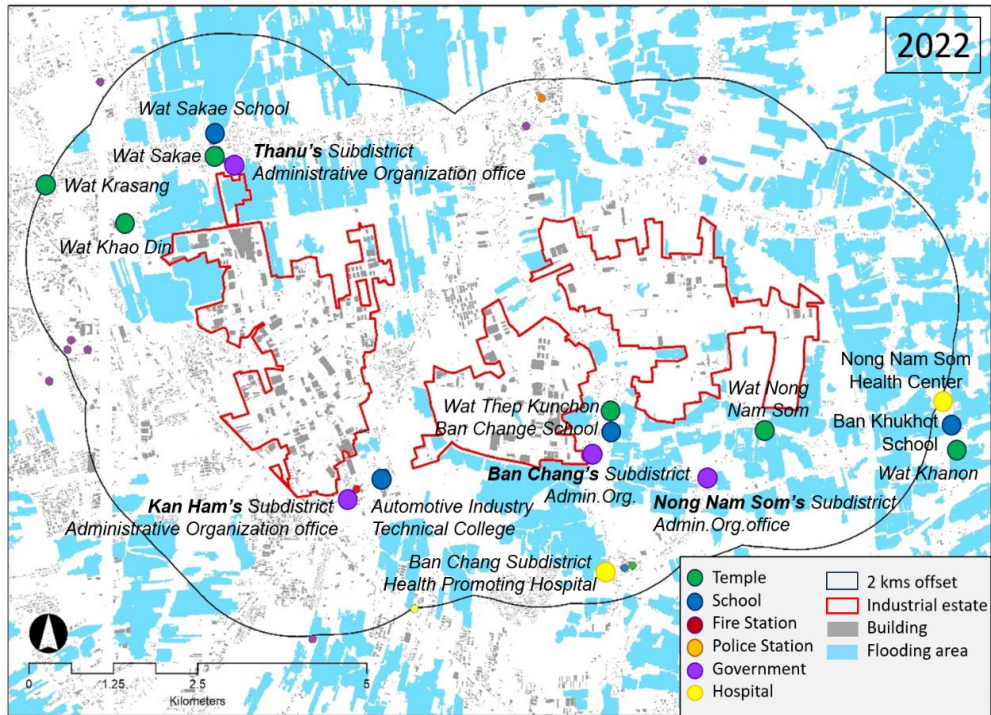 2022
Wat Sakae School
Wat Sakae
Thanu's Subdistrict
Administrative Organization office
Wat Krasang
Wat Khao Din
Nong Nam Som
Health Center
Wat Nong
Nam Som
Wat Thep Kunchon
Ban Change School
Ban Khukhot
School
Wat Khanon
Ban Chang's Subdistrict
Admin.Org.
Nong Nam Som's Subdistrict
Admin.Org.office
Kan Ham's Subdistrict
Administrative Organization office
Automotive Industry
Technical College
Ban Chang Subdistrict
Health Promoting Hospital
Temple
School
Fire Station
Police Station
Government
Hospital
2 kms offset
Industrial estate
Building
Flooding area
0 1.25 2.5 5
Kilometers